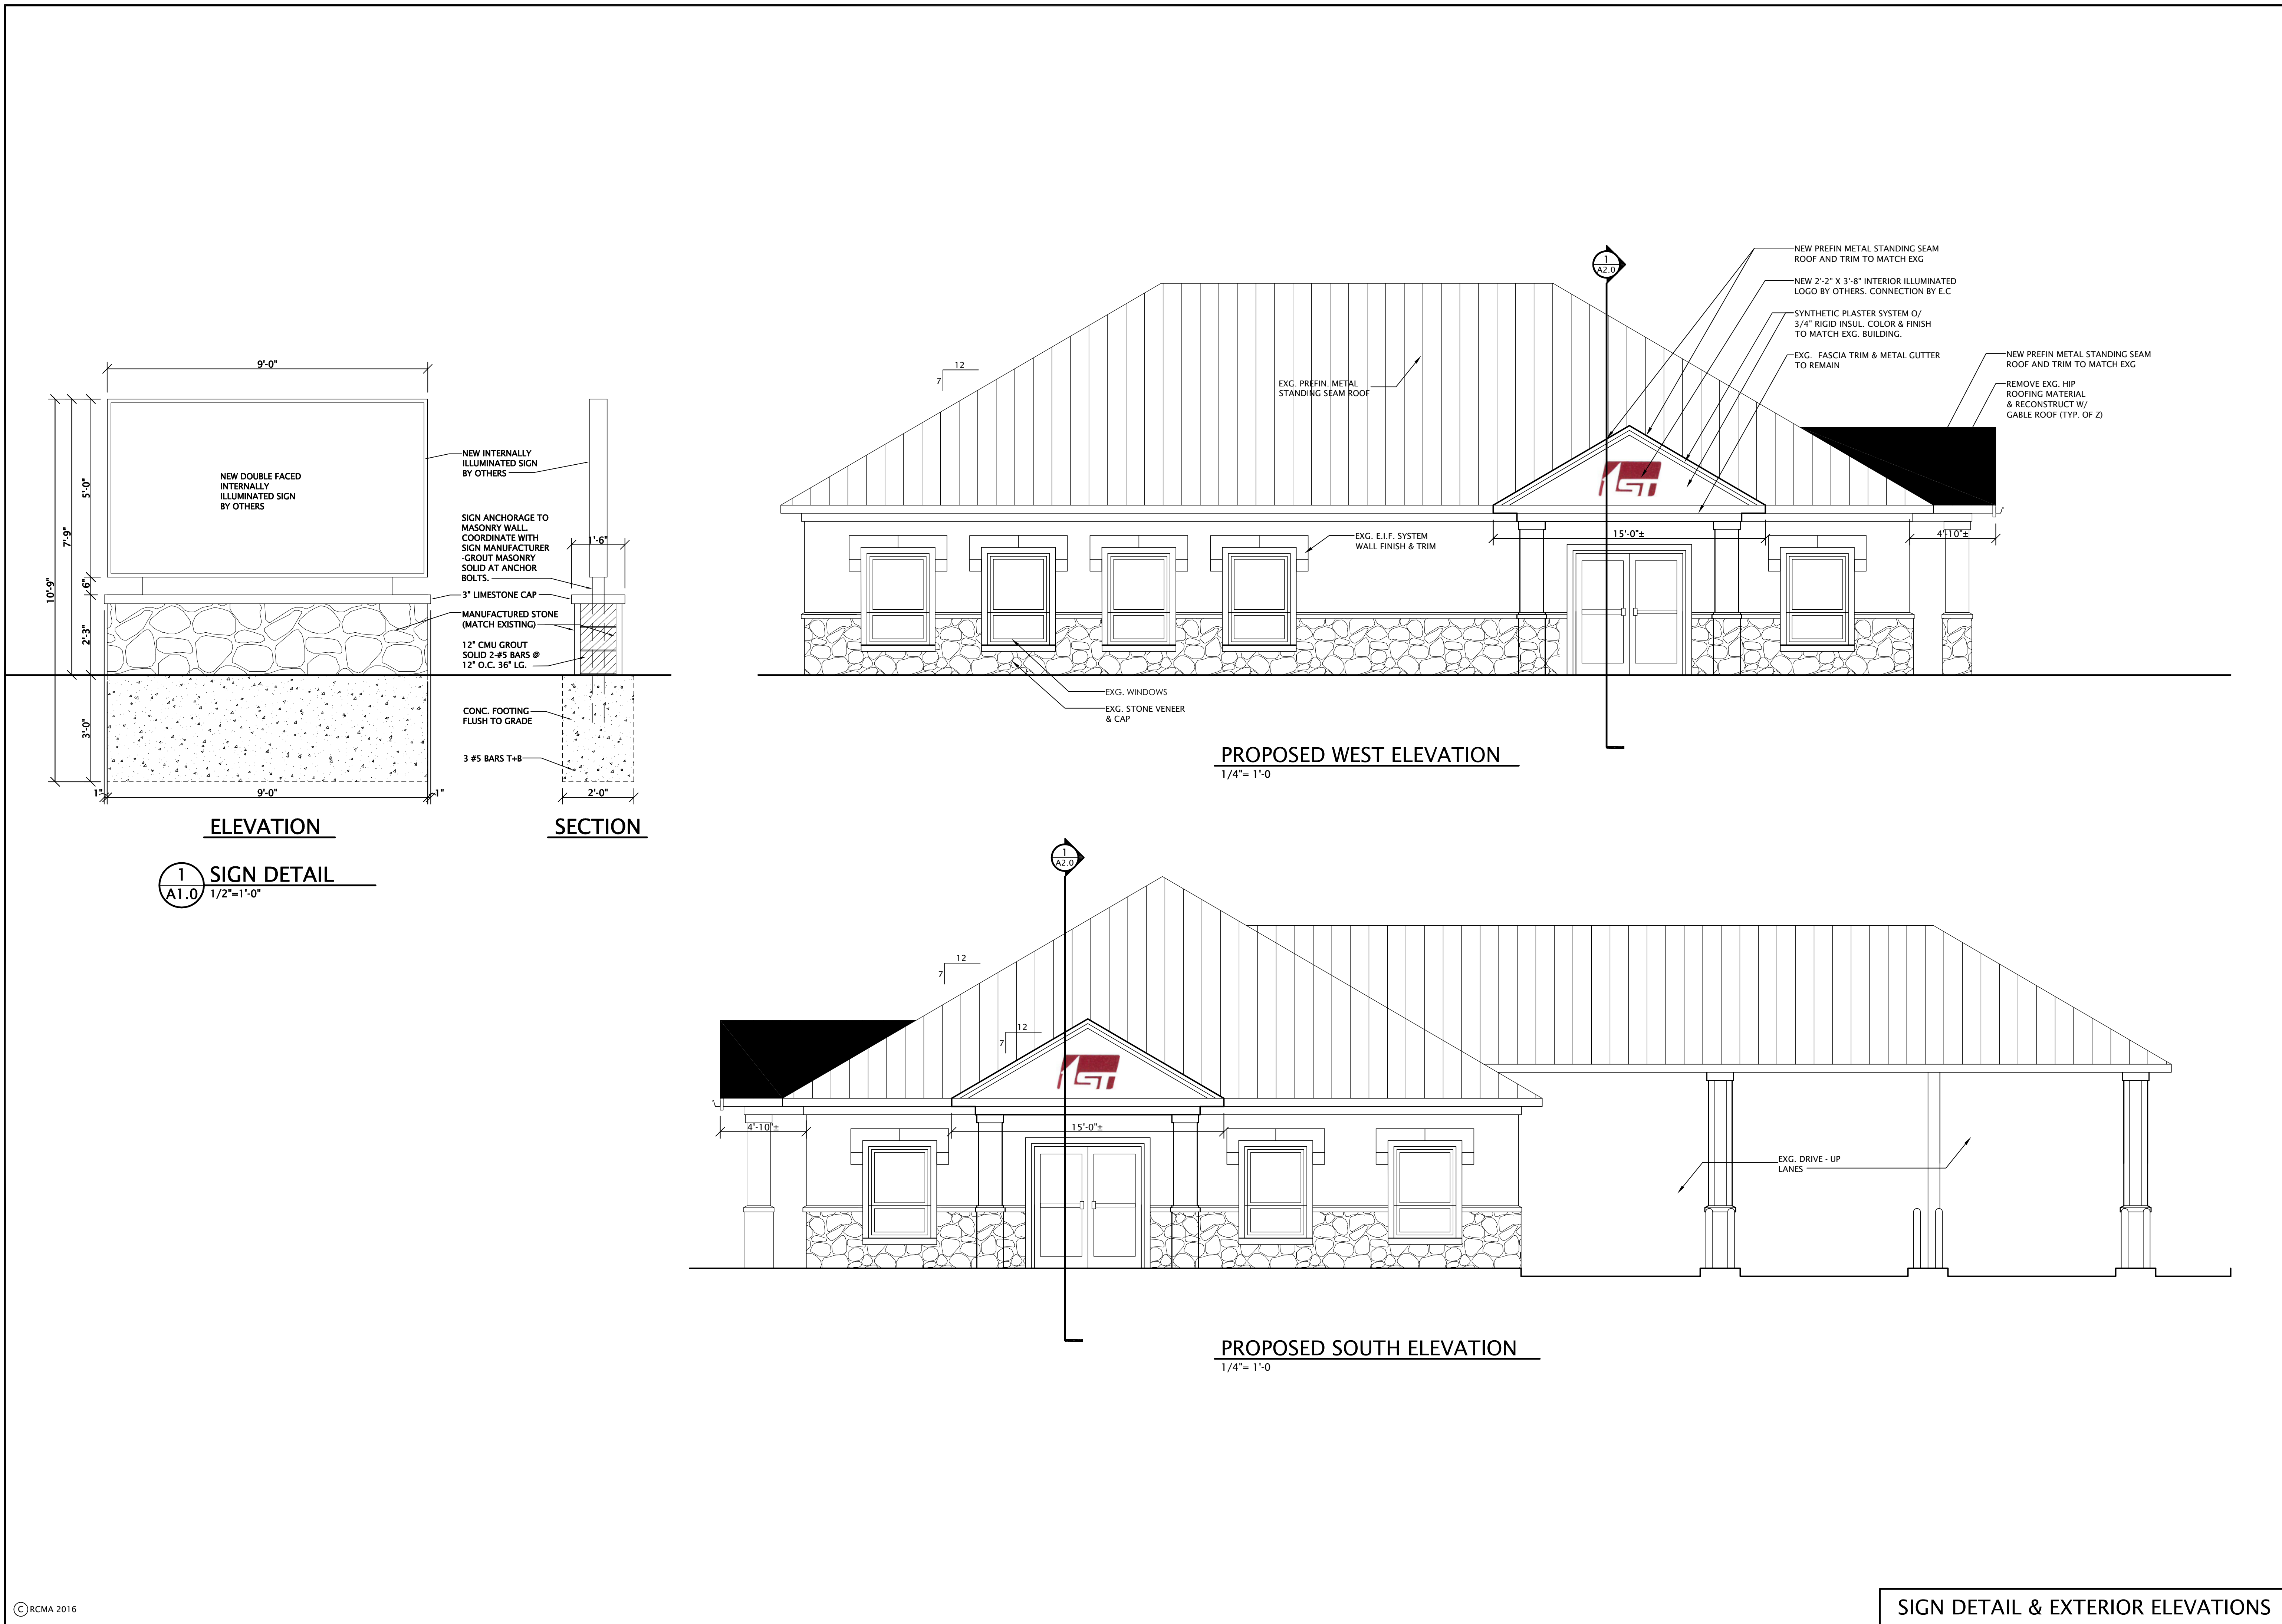 9'-0"
NEW DOUBLE FACED
INTERNALLY
ILLUMINATED SIGN
BY OTHERS
5'-0"
7'-9"
10'-9"
6"
2'-3"
3'-0"
1"
9'-0"
1"
ELEVATION
NEW INTERNALLY
ILLUMINATED SIGN
BY OTHERS
SIGN ANCHORAGE TO
MASONRY WALL.
COORDINATE WITH
SIGN MANUFACTURER
-GROUT MASONRY
SOLID AT ANCHOR
BOLTS.
1'-6"
3" LIMESTONE CAP
MANUFACTURED STONE
(MATCH EXISTING)
12" CMU GROUT
SOLID 2-#5 BARS @
12" O.C. 36" LG.
CONC. FOOTING
FLUSH TO GRADE
3 #5 BARS T+B
2'-0"
SECTION
1
A1.0
SIGN DETAIL
1/2"=1'-0"
1
A2.0
NEW PREFIN METAL STANDING SEAM
ROOF AND TRIM TO MATCH EXG
NEW 2'-2" X 3'-8" INTERIOR ILLUMINATED
LOGO BY OTHERS. CONNECTION BY E.C
SYNTHETIC PLASTER SYSTEM O/
3/4" RIGID INSUL. COLOR & FINISH
TO MATCH EXG. BUILDING.
EXG. FASCIA TRIM & METAL GUTTER
TO REMAIN
NEW PREFIN METAL STANDING SEAM
ROOF AND TRIM TO MATCH EXG
REMOVE EXG. HIP
ROOFING MATERIAL
& RECONSTRUCT W/
GABLE ROOF (TYP. OF Z)
12
7
EXG. PREFIN. METAL
STANDING SEAM ROOF
1ST
EXG. E.I.F. SYSTEM
WALL FINISH & TRIM
15'-0"±
4'-10"±
EXG. WINDOWS
EXG. STONE VENEER
& CAP
PROPOSED WEST ELEVATION
1/4"= 1'-0
1
A2.0
12
7
12
7
1ST
4'-10"±
15'-0"±
EXG. DRIVE - UP
LANES
PROPOSED SOUTH ELEVATION
1/4"= 1'-0
C RCMA 2016
SIGN DETAIL & EXTERIOR ELEVATIONS